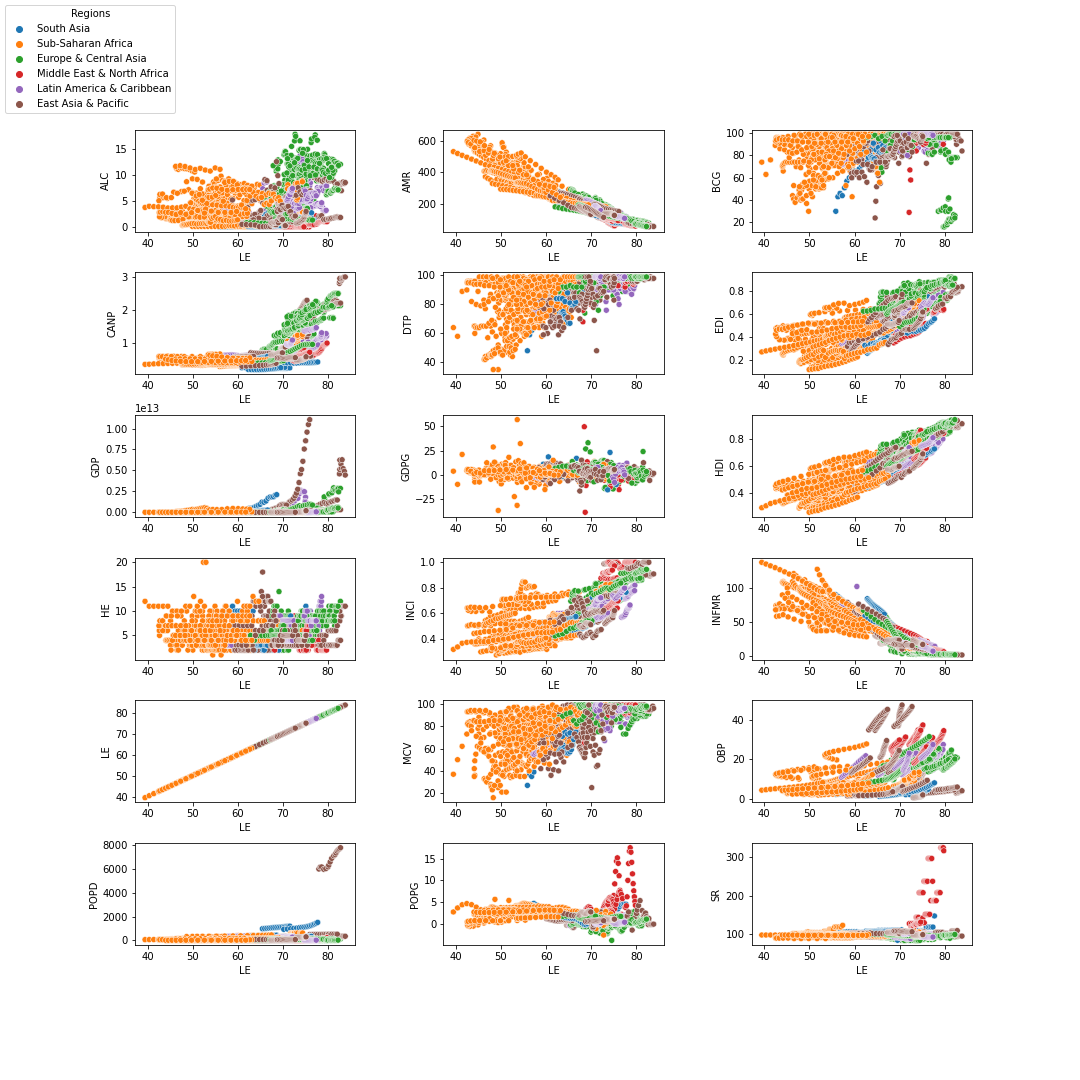 Regions
South Asia
Sub-Saharan Africa
Europe & Central Asia
Middle East & North Africa
Latin America & Caribbean
East Asia & Pacific
ALC
15
10
5
0
40 50 60 70 80
LE
AMR
600
400
200
40 50 60 70 80
LE
BCG
100
80
60
40
20
40 50 60 70 80
LE
CANP
3
2
1
40 50 60 70 80
LE
DTP
100
80
60
40
40 50 60 70 80
LE
EDI
0.8
0.6
0.4
0.2
40 50 60 70 80
LE
1e13
GDP
1.00
0.75
0.50
0.25
0.00
40 50 60 70 80
LE
GDPG
50
25
0
−25
40 50 60 70 80
LE
HDI
0.8
0.6
0.4
40 50 60 70 80
LE
HE
20
15
10
5
40 50 60 70 80
LE
INCI
1.0
0.8
0.6
0.4
40 50 60 70 80
LE
INFMR
100
50
0
40 50 60 70 80
LE
LE
80
70
60
50
40
40 50 60 70 80
LE
MCV
100
80
60
40
20
40 50 60 70 80
LE
OBP
40
20
0
40 50 60 70 80
LE
POPD
8000
6000
4000
2000
0
40 50 60 70 80
LE
POPG
15
10
5
0
40 50 60 70 80
LE
SR
300
200
100
40 50 60 70 80
LE